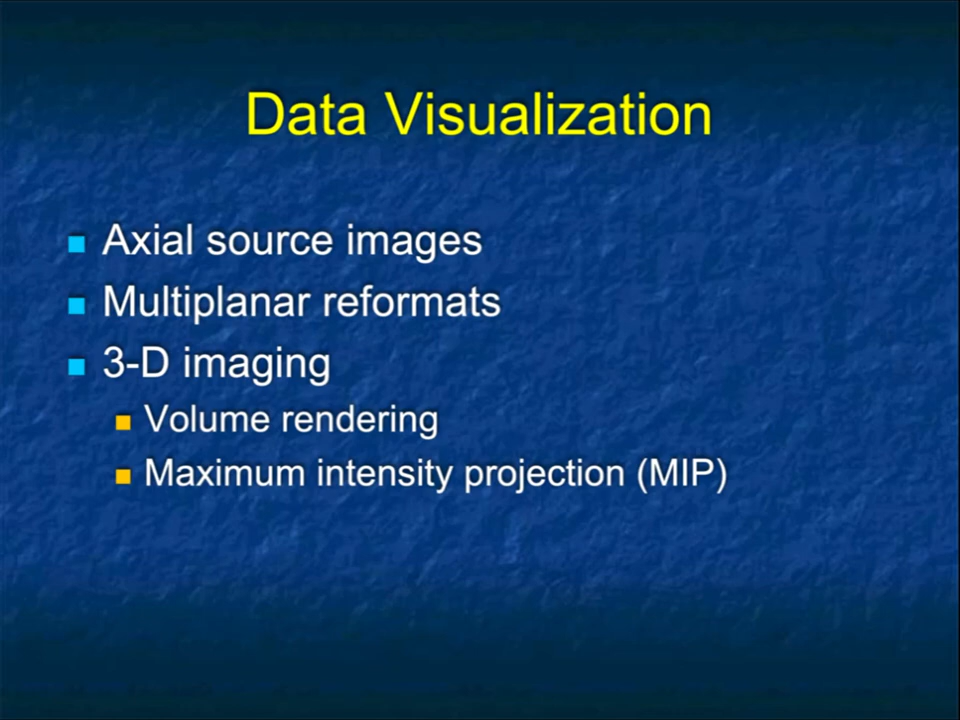 Data Visualization
Axial source images
Multiplanar reformats
3-D imaging
Volume rendering
Maximum intensity projection (MIP)